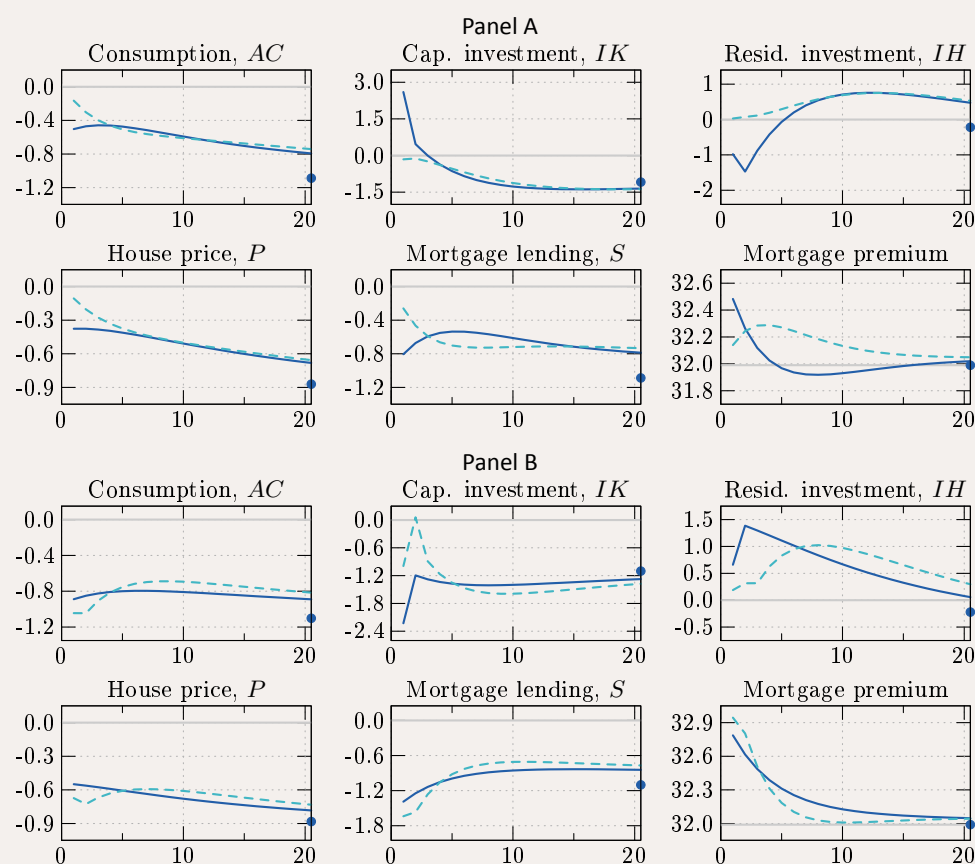 Panel A
Consumption, AC Cap. investment, IK Resid. investment, IH
0.0 -0.4 -0.8 -1.2 0 10 20
3.0 1.5 0.0 -1.5 0 10 20
1 0 -1 -2 0 10 20
House price, P Mortgage lending, S Mortgage premium
0.0 -0.3 -0.6 -0.9 0 10 20
0.0 -0.4 -0.8 -1.2 0 10 20
32.6 32.4 32.2 32.0 31.8 0 10 20
Panel B
Consumption, AC Cap. investment, IK Resid. investment, IH
0.0 -0.4 -0.8 -1.2 0 10 20
0.0 -0.6 -1.2 -1.8 -2.4 0 10 20
1.5 1.0 0.5 0.0 -0.5 0 10 20
House price, P Mortgage lending, S Mortgage premium
0.0 -0.3 -0.6 -0.9 0 10 20
0.0 -0.6 -1.2 -1.8 0 10 20
32.9 32.6 32.3 32.0 0 10 20